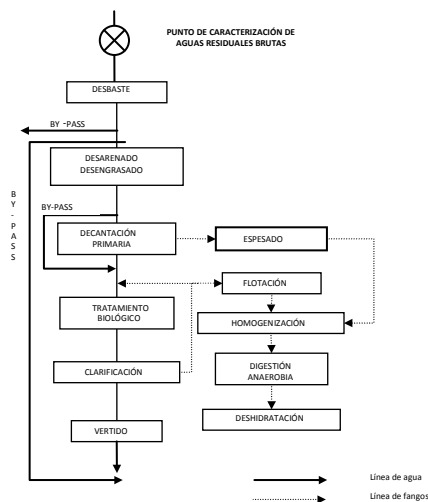 PUNTO DE CARACTERIZACIÓN DE
AGUAS RESIDUALES BRUTAS
DESBASTE
BY -PASS
DESARENADO
DESENGRASADO
B
Y
-
P
A
S
S
BY-PASS
DECANTACIÓN
PRIMARIA
ESPESADO
FLOTACIÓN
TRATAMIENTO
BIOLÓGICO
HOMOGENIZACIÓN
CLARIFICACIÓN
DIGESTIÓN
ANAEROBIA
DESHIDRATACIÓN
VERTIDO
Línea de agua
Línea de fangos